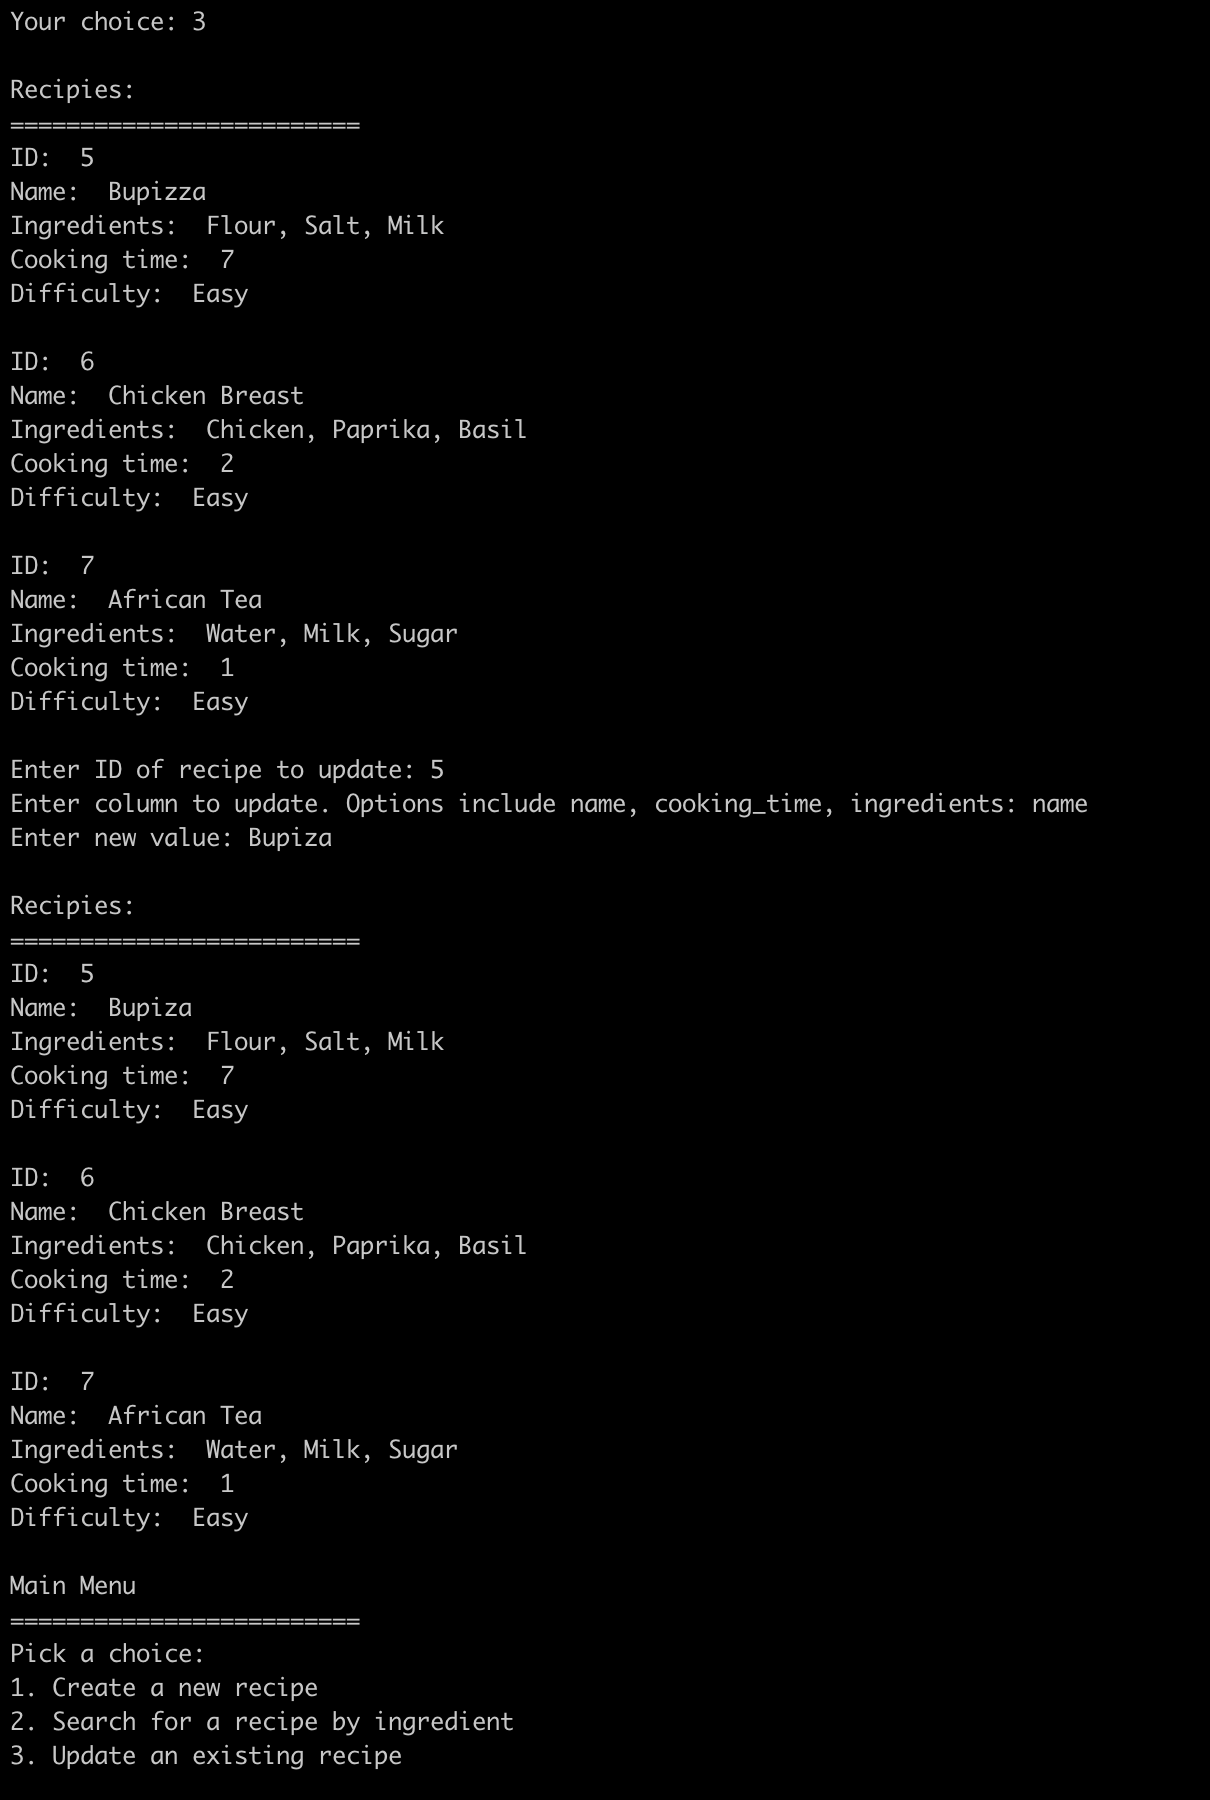 Your choice: 3
Recipies:
=========================
ID:  5
Name:  Bupizza
Ingredients:  Flour, Salt, Milk
Cooking time:  7
Difficulty:  Easy
ID:  6
Name:  Chicken Breast
Ingredients:  Chicken, Paprika, Basil
Cooking time:  2
Difficulty:  Easy
ID:  7
Name:  African Tea
Ingredients:  Water, Milk, Sugar
Cooking time:  1
Difficulty:  Easy
Enter ID of recipe to update: 5
Enter column to update. Options include name, cooking_time, ingredients: name
Enter new value: Bupiza
Recipies:
=========================
ID:  5
Name:  Bupiza
Ingredients:  Flour, Salt, Milk
Cooking time:  7
Difficulty:  Easy
ID:  6
Name:  Chicken Breast
Ingredients:  Chicken, Paprika, Basil
Cooking time:  2
Difficulty:  Easy
ID:  7
Name:  African Tea
Ingredients:  Water, Milk, Sugar
Cooking time:  1
Difficulty:  Easy
Main Menu
=========================
Pick a choice:
1. Create a new recipe
2. Search for a recipe by ingredient
3. Update an existing recipe